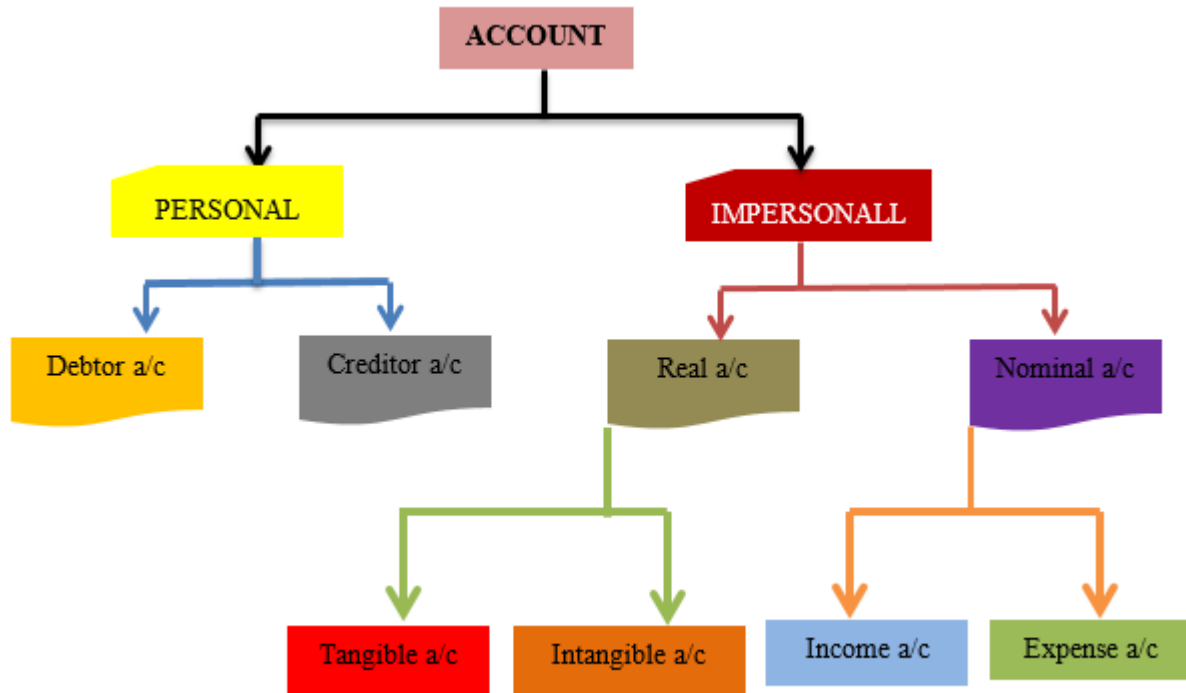 ACCOUNT
PERSONAL
IMPERSONALL
Debtor a/c
Creditor a/c
Real a/c
Nominal a/c
Tangible a/c
Intangible a/c
Income a/c
Expense a/c